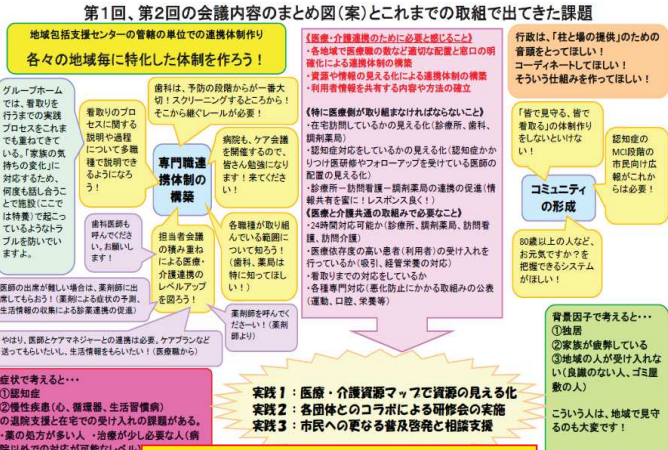 第1回、第2回の会議内容のまとめ図(案)とこれまでの取組で出てきた課題
地域包括支援センターの管轄の単位での連携体制作り
各々の地域毎に特化した体制を作ろう!
グループホーム
では、看取りを
行うまでの実践
プロセスをこれま
でも重ねてきて
いる。「家族の気
持ちの変化」に
対応するため、
何度も話し合うこ
とで施設(ここで
は特養)で起こっ
ているようなトラ
ブルを防いでい
ますよ。
看取りのプロ
セスに関する
説明や過程
について多職
種で説明でき
るようになろ
う!
歯科は、予防の段階からが一番大
切!スクリーニングするところから!
そこから継ぐレールが必要!
専門職連
携体制の
構築
病院も、ケア会議
を開催するので、
皆さん勉強になり
ます!来てくださ
い!
歯科医師も
呼んでくださ
い。お願いし
ます!
担当者会議
の積み重ね
による医療・
介護連携の
レベルアップ
を図ろう!
各職種が取り組
んでいる範囲に
ついて知ろう!
(歯科、薬局は
特に知ってほし
い!)
医師の出席が難しい場合は、薬剤師に出
席してもらおう!(薬剤による症状の予測、
生活情報の収集による診薬連携の促進)
薬剤師を呼んでく
ださーい!(薬剤
師より)
やはり、医師とケアマネジャーとの連携は必要。ケアプランなど
送ってもらいたいし、生活情報をもらいたい!(医療職から)
症状で考えると・・・
①認知症
②慢性疾患(心、循環器、生活習慣病)
の退院支援と在宅での受け入れの課題がある。
・薬の処方が多い人 ・治療が少し必要な人(病
院以外での対応が可能なレベル)
《医療・介護連携のために必要と感じること》
・各地域で医療職の数など適切な配置と窓口の明
確化による連携体制の構築
・資源や情報の見える化による連携体制の構築
・利用者情報を共有する内容や方法の確立
《特に医療側が取り組まなければならないこと》
・在宅訪問しているかの見える化(診療所、歯科、
調剤薬局)
・認知症対応をしているかの見える化(認知症かか
りつけ医研修やフォローアップを受けている医師の
配置の見える化)
・診療所―訪問看護―調剤薬局の連携の促進(情
報共有を密に!レスポンス良く!)
《医療と介護共通の取組で必要なこと》
・24時間対応可能か(診療所、調剤薬局、訪問看
護、訪問介護)
・医療依存度の高い患者(利用者)の受け入れを
行っているか(吸引、経管栄養の対応)
・看取りまでの対応をしているか
・各種専門対応(悪化防止にかかる取組みの公表
(運動、口腔、栄養等)
行政は、「柱と場の提供」のための
音頭をとってほしい!
コーディネートしてほしい!
そういう仕組みを作ってほしい!
「皆で見守る、皆で
看取る」の体制作り
をしないといけな
い!
認知症の
MCI段階の
市民向け広
報がこれか
らは必要!
コミュニティ
の形成
80歳以上の人など、
お元気ですか?を
把握できるシステム
がほしい!
背景因子で考えると・・・
①独居
②家族が疲弊している
③地域の人が受け入れな
い(良識のない人、ゴミ屋
敷の人)
こういう人は、地域で見守
るのも大変です!
実践1:医療・介護資源マップで資源の見える化
実践2:各団体とのコラボによる研修会の実施
実践3:市民への更なる普及啓発と相談支援